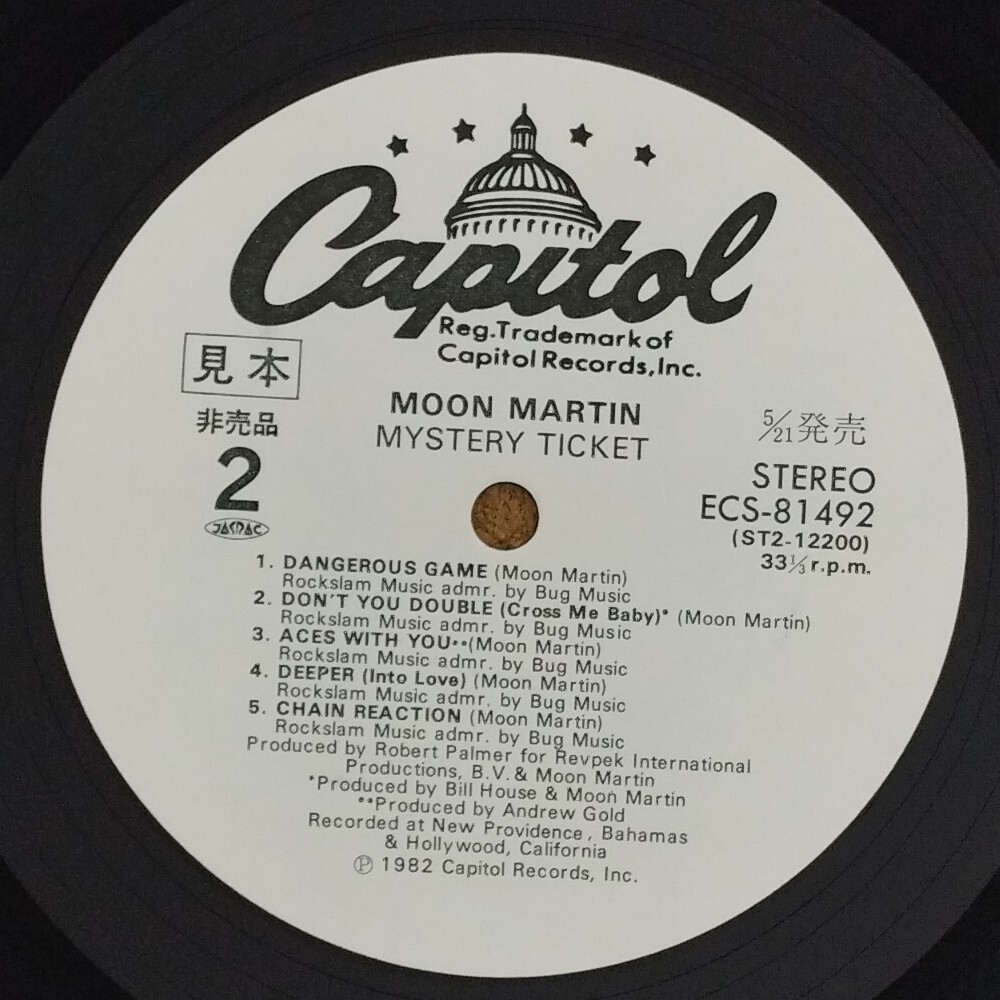 Capitol
Reg.Trademark of
Capitol Records,Inc.
見本
非売品
2
JASRAC
MOON MARTIN
MYSTERY TICKET
5/21発売
STEREO
ECS-81492
(ST2-12200)
33⅓r.p.m.
1. DANGEROUS GAME (Moon Martin)
Rockslam Music admr. by Bug Music
2. DON'T YOU DOUBLE (Cross Me Baby)* (Moon Martin)
Rockslam Music admr. by Bug Music
3. ACES WITH YOU**(Moon Martin)
Rockslam Music admr. by Bug Music
4. DEEPER (Into Love) (Moon Martin)
Rockslam Music admr. by Bug Music
5. CHAIN REACTION (Moon Martin)
Rockslam Music admr. by Bug Music
Produced by Robert Palmer for Revpek International
Productions, B.V.& Moon Martin
*Produced by Bill House & Moon Martin
**Produced by Andrew Gold
Recorded at New Providence, Bahamas
& Hollywood, California
℗ 1982 Capitol Records, Inc.